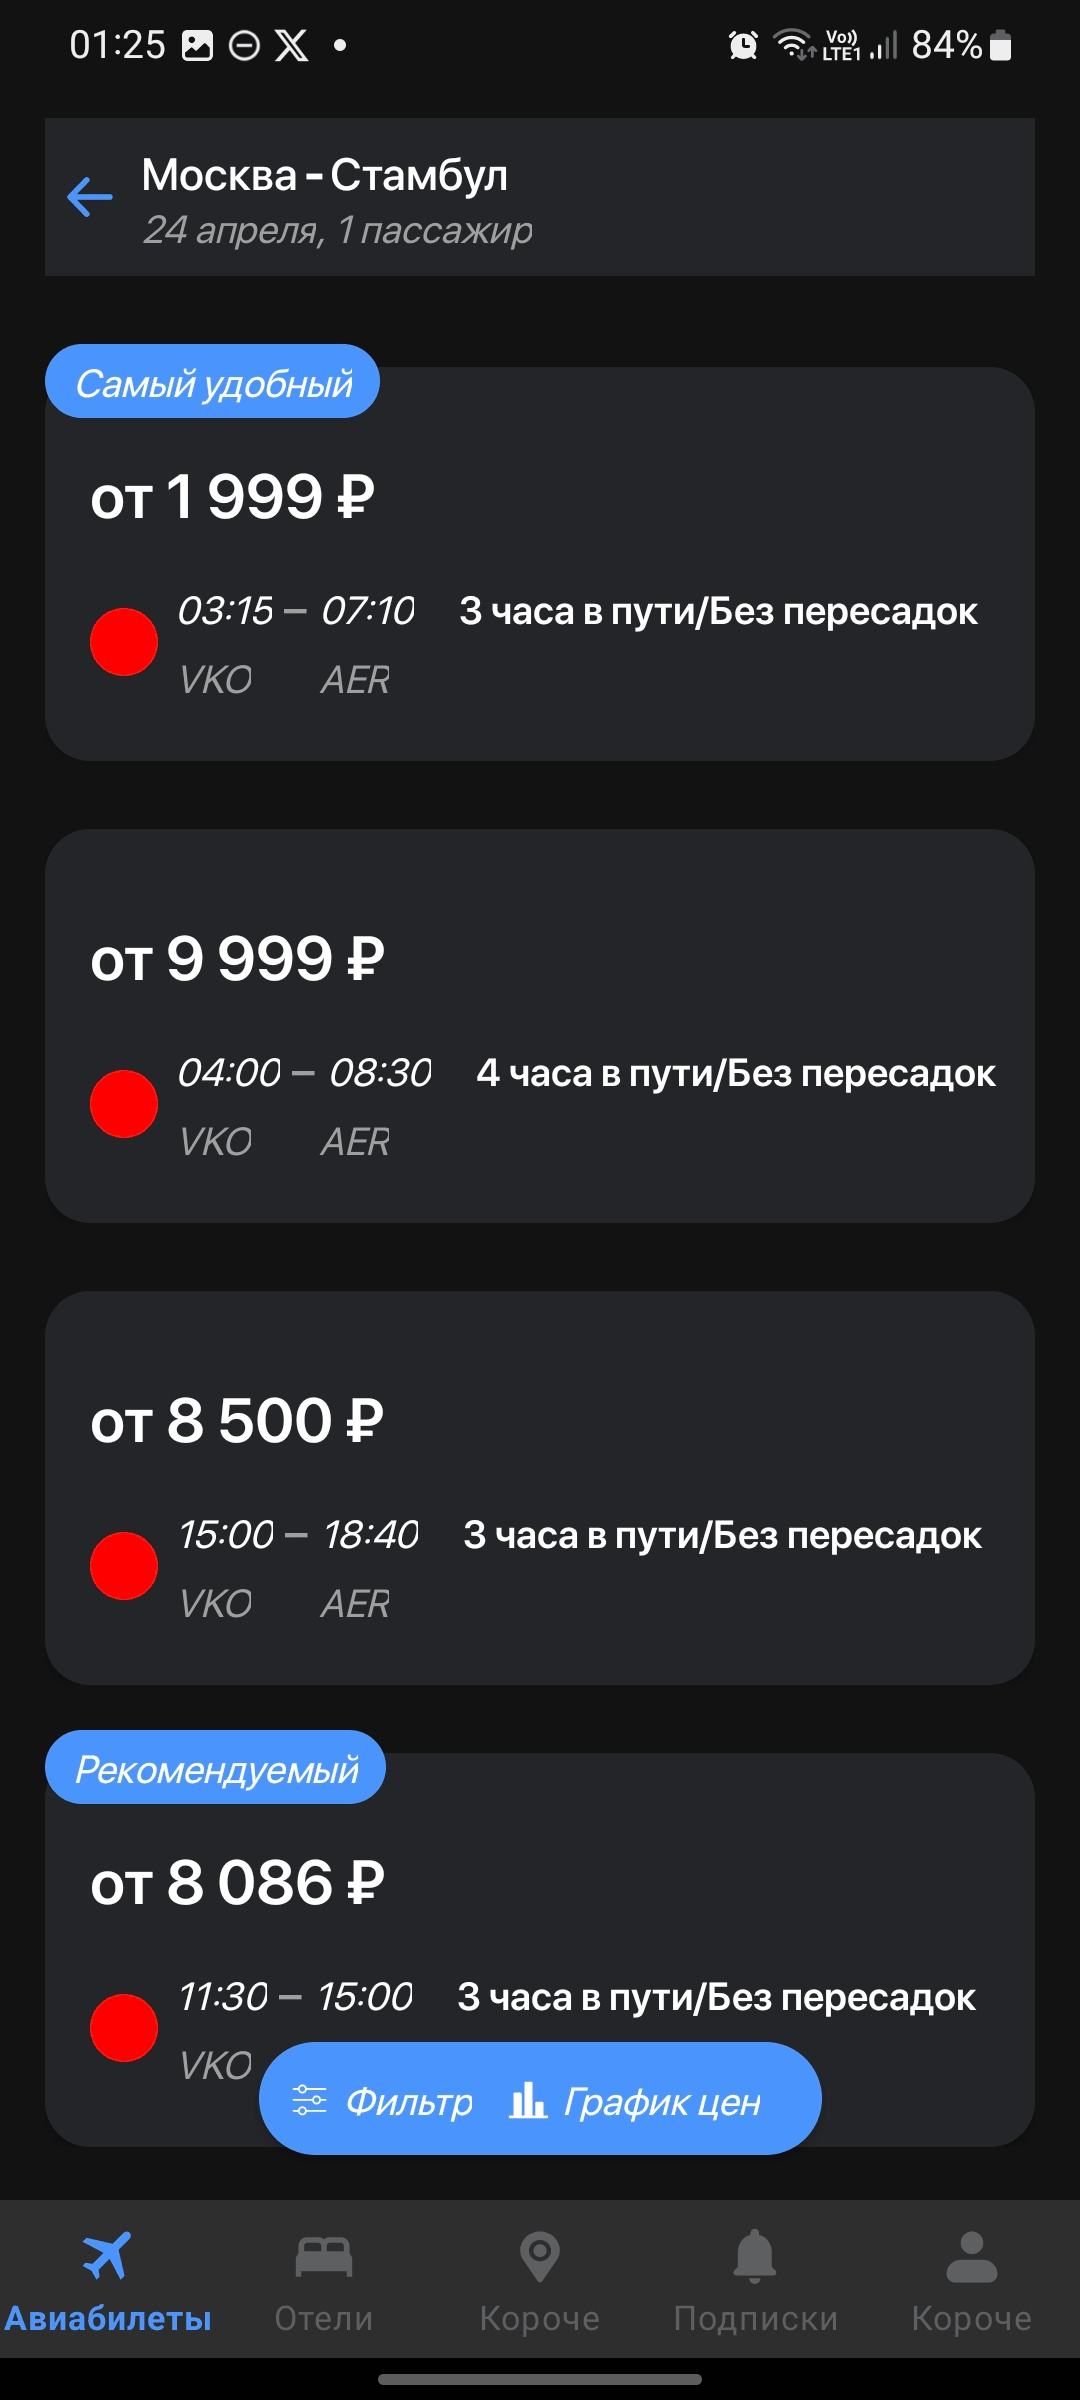 01:25 Vo)) LTE1 84%
Москва - Стамбул
24 апреля, 1 пассажир
Самый удобный
от 1 999 ₽
03:15 – 07:10 3 часа в пути/Без пересадок
VKO AER
от 9 999 ₽
04:00 – 08:30 4 часа в пути/Без пересадок
VKO AER
от 8 500 ₽
15:00 – 18:40 3 часа в пути/Без пересадок
VKO AER
Рекомендуемый
от 8 086 ₽
11:30 – 15:00 3 часа в пути/Без пересадок
VKO
Фильтр График цен
Авиабилеты Отели Короче Подписки Короче